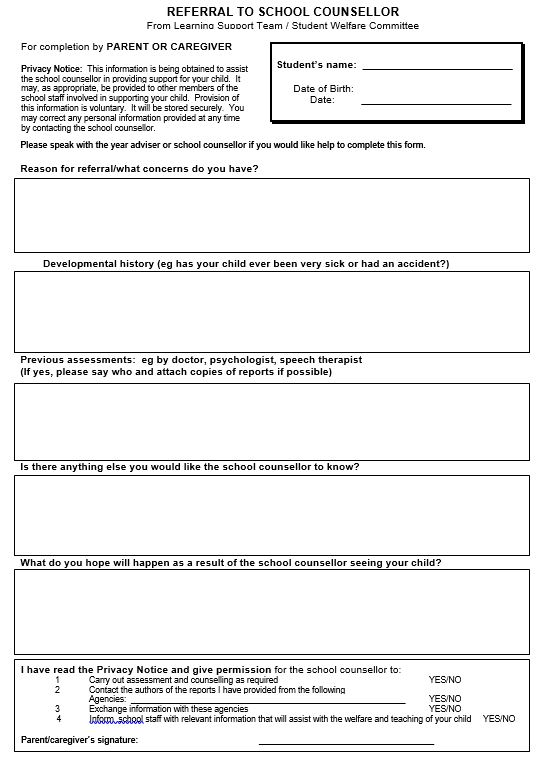 REFERRAL TO SCHOOL COUNSELLOR
From Learning Support Team / Student Welfare Committee
For completion by PARENT OR CAREGIVER
Privacy Notice: This information is being obtained to assist
the school counsellor in providing support for your child. It
may, as appropriate, be provided to other members of the
school staff involved in supporting your child. Provision of
this information is voluntary. It will be stored securely. You
may correct any personal information provided at any time
by contacting the school counsellor.
Student's name:
Date of Birth:
Date:
Please speak with the year adviser or school counsellor if you would like help to complete this form.
Reason for referral/what concerns do you have?
Developmental history (eg has your child ever been very sick or had an accident?)
Previous assessments: eg by doctor, psychologist, speech therapist
(If yes, please say who and attach copies of reports if possible)
Is there anything else you would like the school counsellor to know?
What do you hope will happen as a result of the school counsellor seeing your child?
I have read the Privacy Notice and give permission for the school counsellor to:
1 Carry out assessment and counselling as required YES/NO
2 Contact the authors of the reports I have provided from the following
Agencies: YES/NO
3 Exchange information with these agencies YES/NO
4 Inform school staff with relevant information that will assist with the welfare and teaching of your child YES/NO
Parent/caregiver's signature: